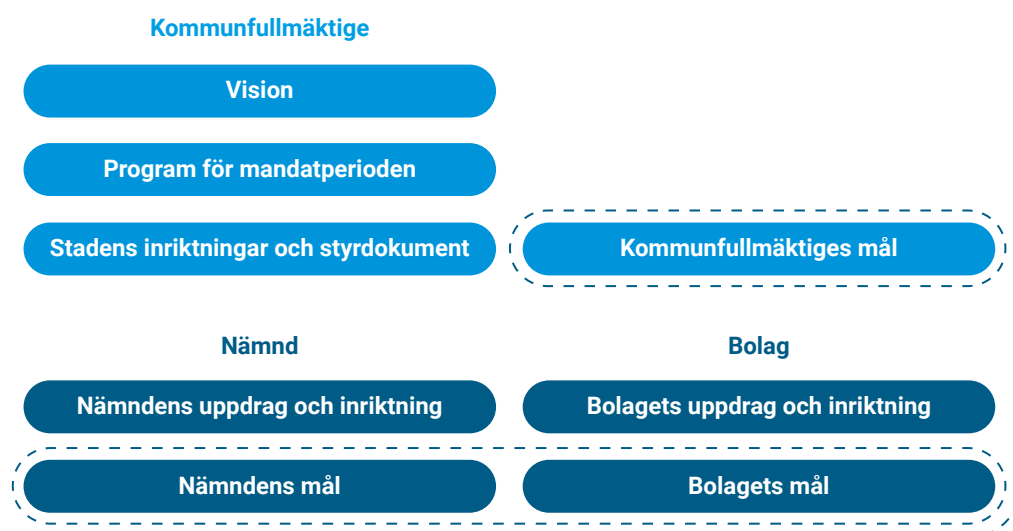 Kommunfullmäktige
Vision
Program för mandatperioden
Stadens inriktningar och styrdokument
Kommunfullmäktiges mål
Nämnd
Bolag
Nämndens uppdrag och inriktning
Bolagets uppdrag och inriktning
Nämndens mål
Bolagets mål